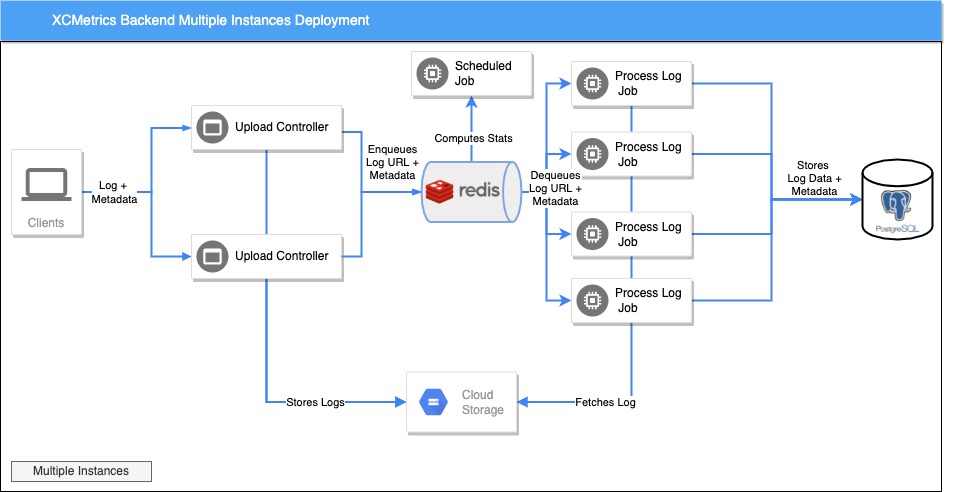 XCMetrics Backend Multiple Instances Deployment
Scheduled
Job
Computes Stats
Clients
Log +
Metadata
Upload Controller
Upload Controller
Enqueues
Log URL +
Metadata
redis
Dequeues
Log URL +
Metadata
Process Log
Job
Process Log
Job
Process Log
Job
Process Log
Job
Stores
Log Data +
Metadata
PostgreSQL
Stores Logs
Cloud
Storage
Fetches Log
Multiple Instances